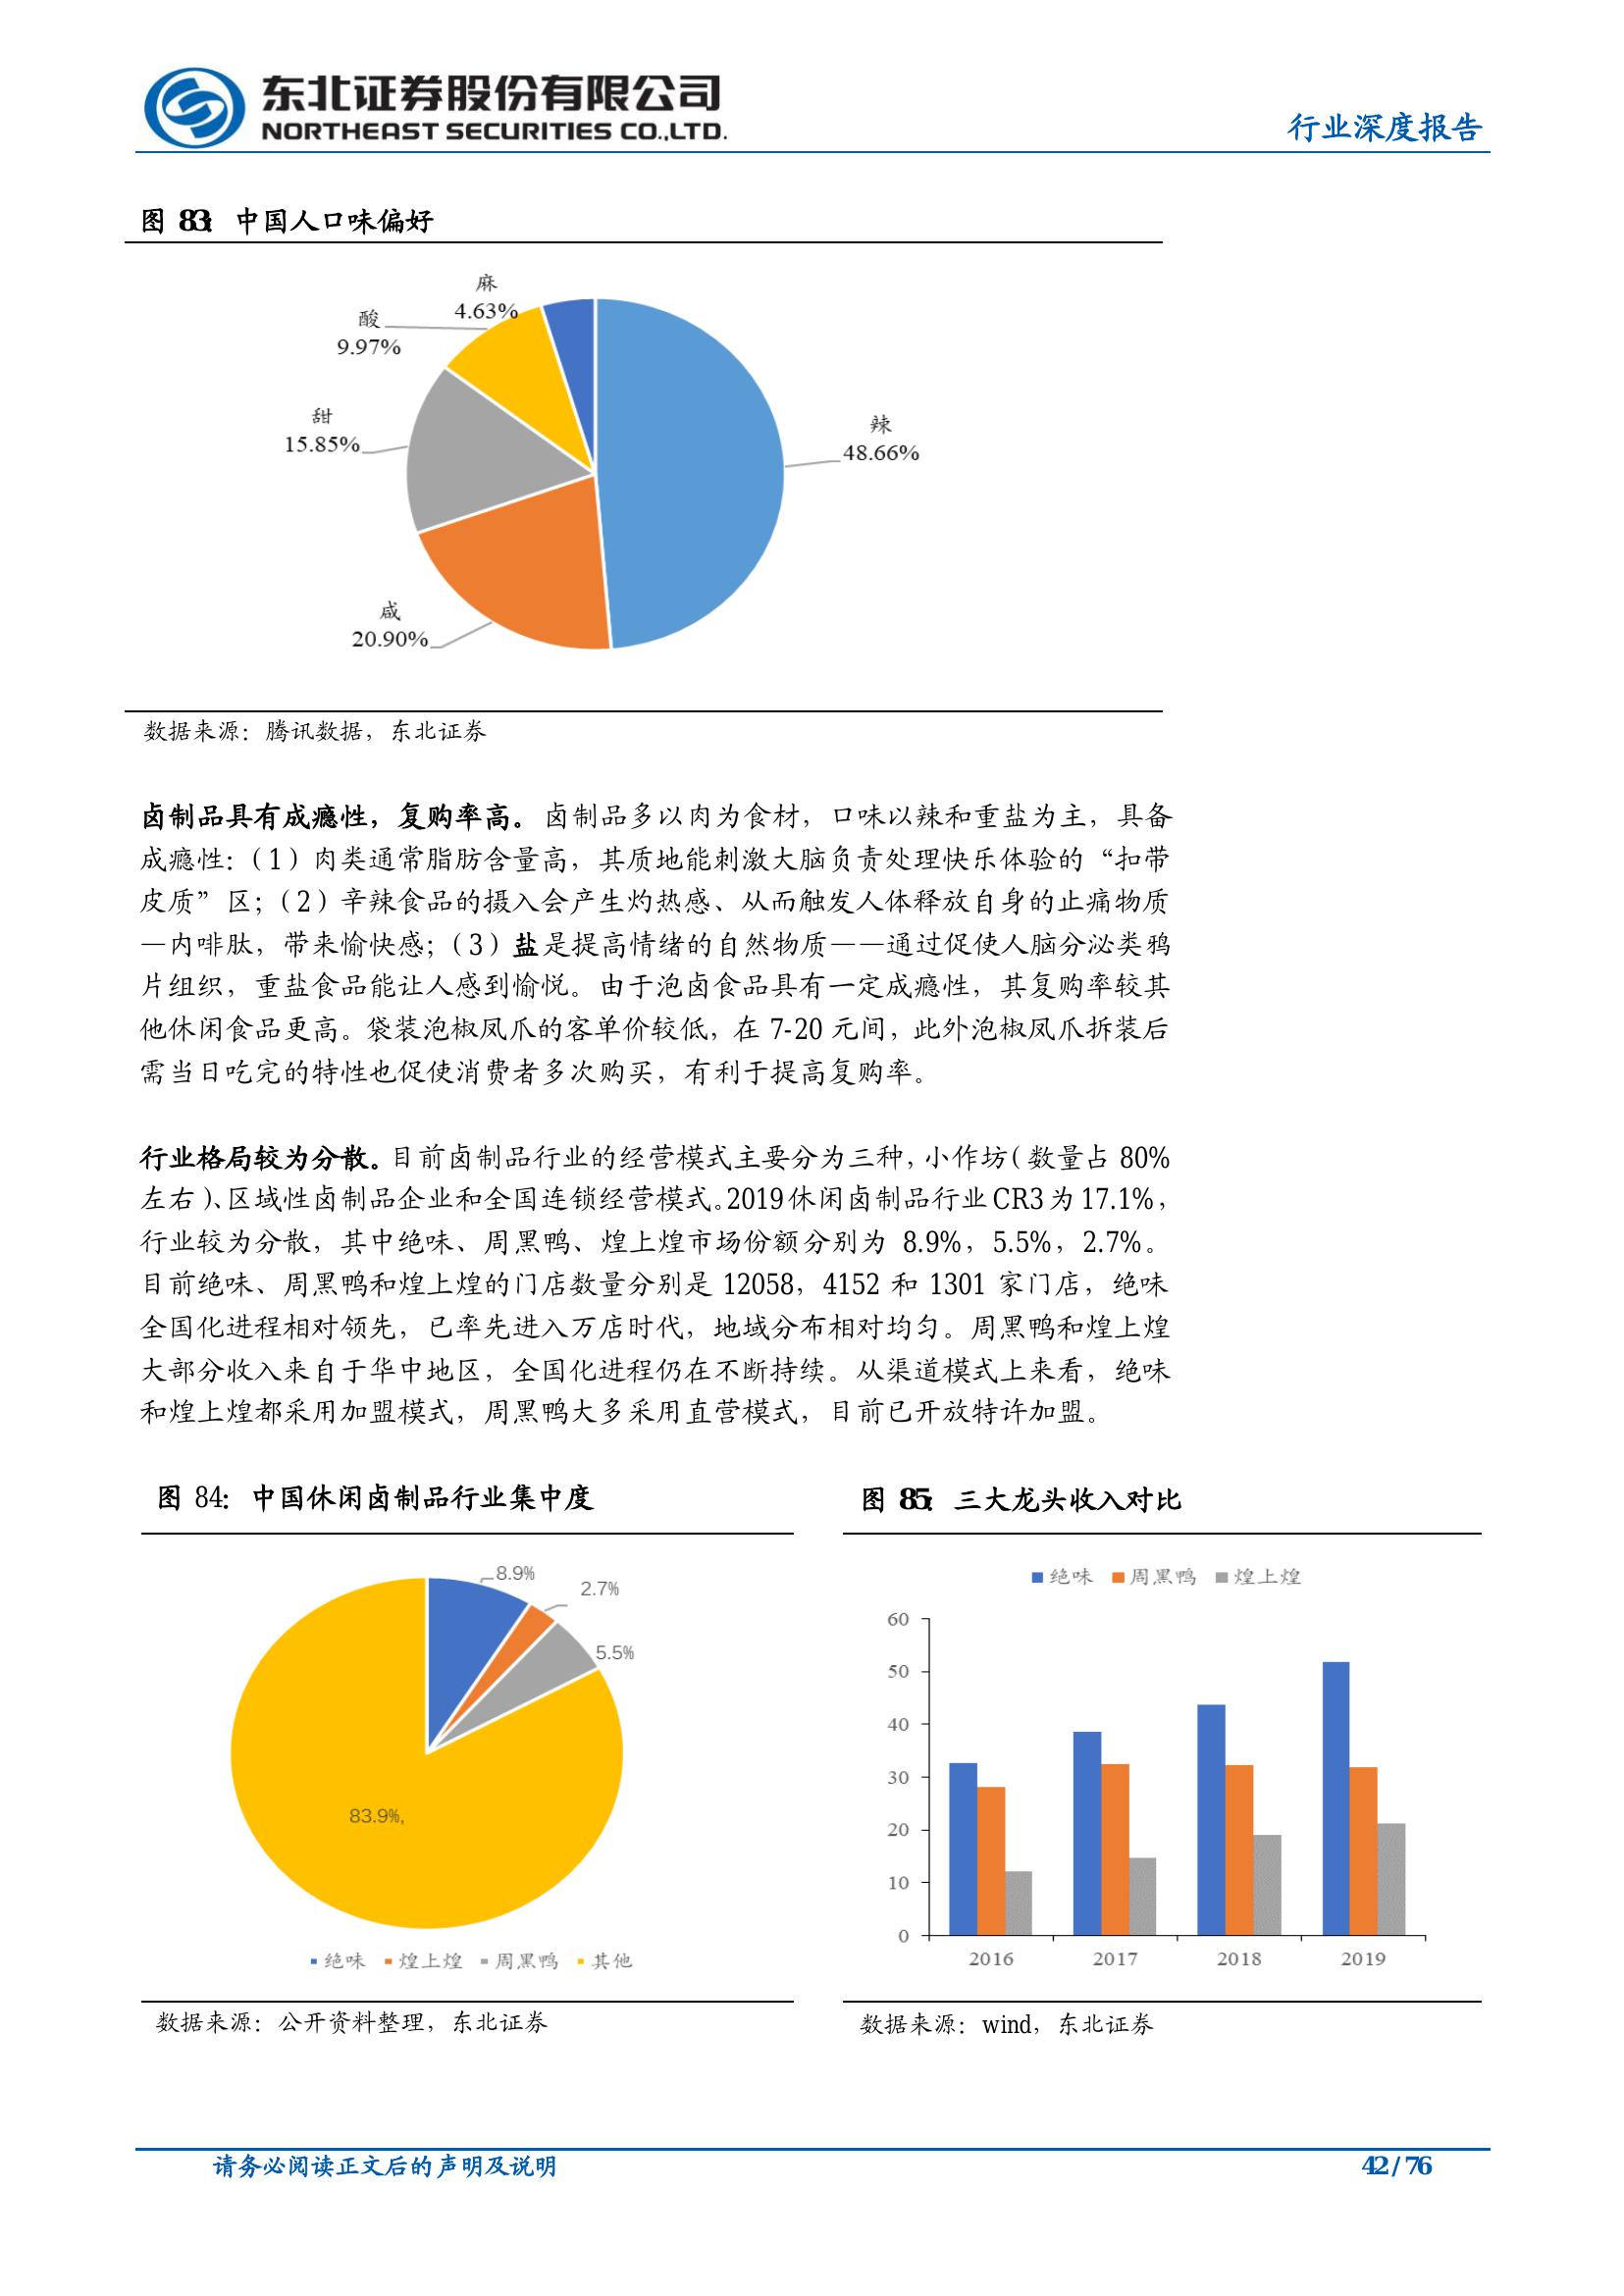 东北证券股份有限公司
NORTHEAST SECURITIES CO.,LTD.
行业深度报告
图 83：中国人口味偏好
麻
4.63%
酸
9.97%
甜
15.85%
辣
48.66%
咸
20.90%
数据来源：腾讯数据，东北证券
卤制品具有成瘾性，复购率高。卤制品多以肉为食材，口味以辣和重盐为主，具备
成瘾性：（1）肉类通常脂肪含量高，其质地能刺激大脑负责处理快乐体验的“扣带
皮质”区；（2）辛辣食品的摄入会产生灼热感、从而触发人体释放自身的止痛物质
—内啡肽，带来愉快感；（3）盐是提高情绪的自然物质——通过促使人脑分泌类鸦
片组织，重盐食品能让人感到愉悦。由于泡卤食品具有一定成瘾性，其复购率较其
他休闲食品更高。袋装泡椒凤爪的客单价较低，在 7-20 元间，此外泡椒凤爪拆装后
需当日吃完的特性也促使消费者多次购买，有利于提高复购率。
行业格局较为分散。目前卤制品行业的经营模式主要分为三种，小作坊（数量占 80%
左右）、区域性卤制品企业和全国连锁经营模式。2019 休闲卤制品行业 CR3 为 17.1%，
行业较为分散，其中绝味、周黑鸭、煌上煌市场份额分别为 8.9%，5.5%，2.7%。
目前绝味、周黑鸭和煌上煌的门店数量分别是 12058，4152 和 1301 家门店，绝味
全国化进程相对领先，已率先进入万店时代，地域分布相对均匀。周黑鸭和煌上煌
大部分收入来自于华中地区，全国化进程仍在不断持续。从渠道模式上来看，绝味
和煌上煌都采用加盟模式，周黑鸭大多采用直营模式，目前已开放特许加盟。
图 84：中国休闲卤制品行业集中度
8.9%
2.7%
5.5%
83.9%,
绝味 煌上煌 周黑鸭 其他
数据来源：公开资料整理，东北证券
图 85：三大龙头收入对比
绝味 周黑鸭 煌上煌
60
50
40
30
20
10
0
2016 2017 2018 2019
数据来源：wind，东北证券
请务必阅读正文后的声明及说明
42 / 76